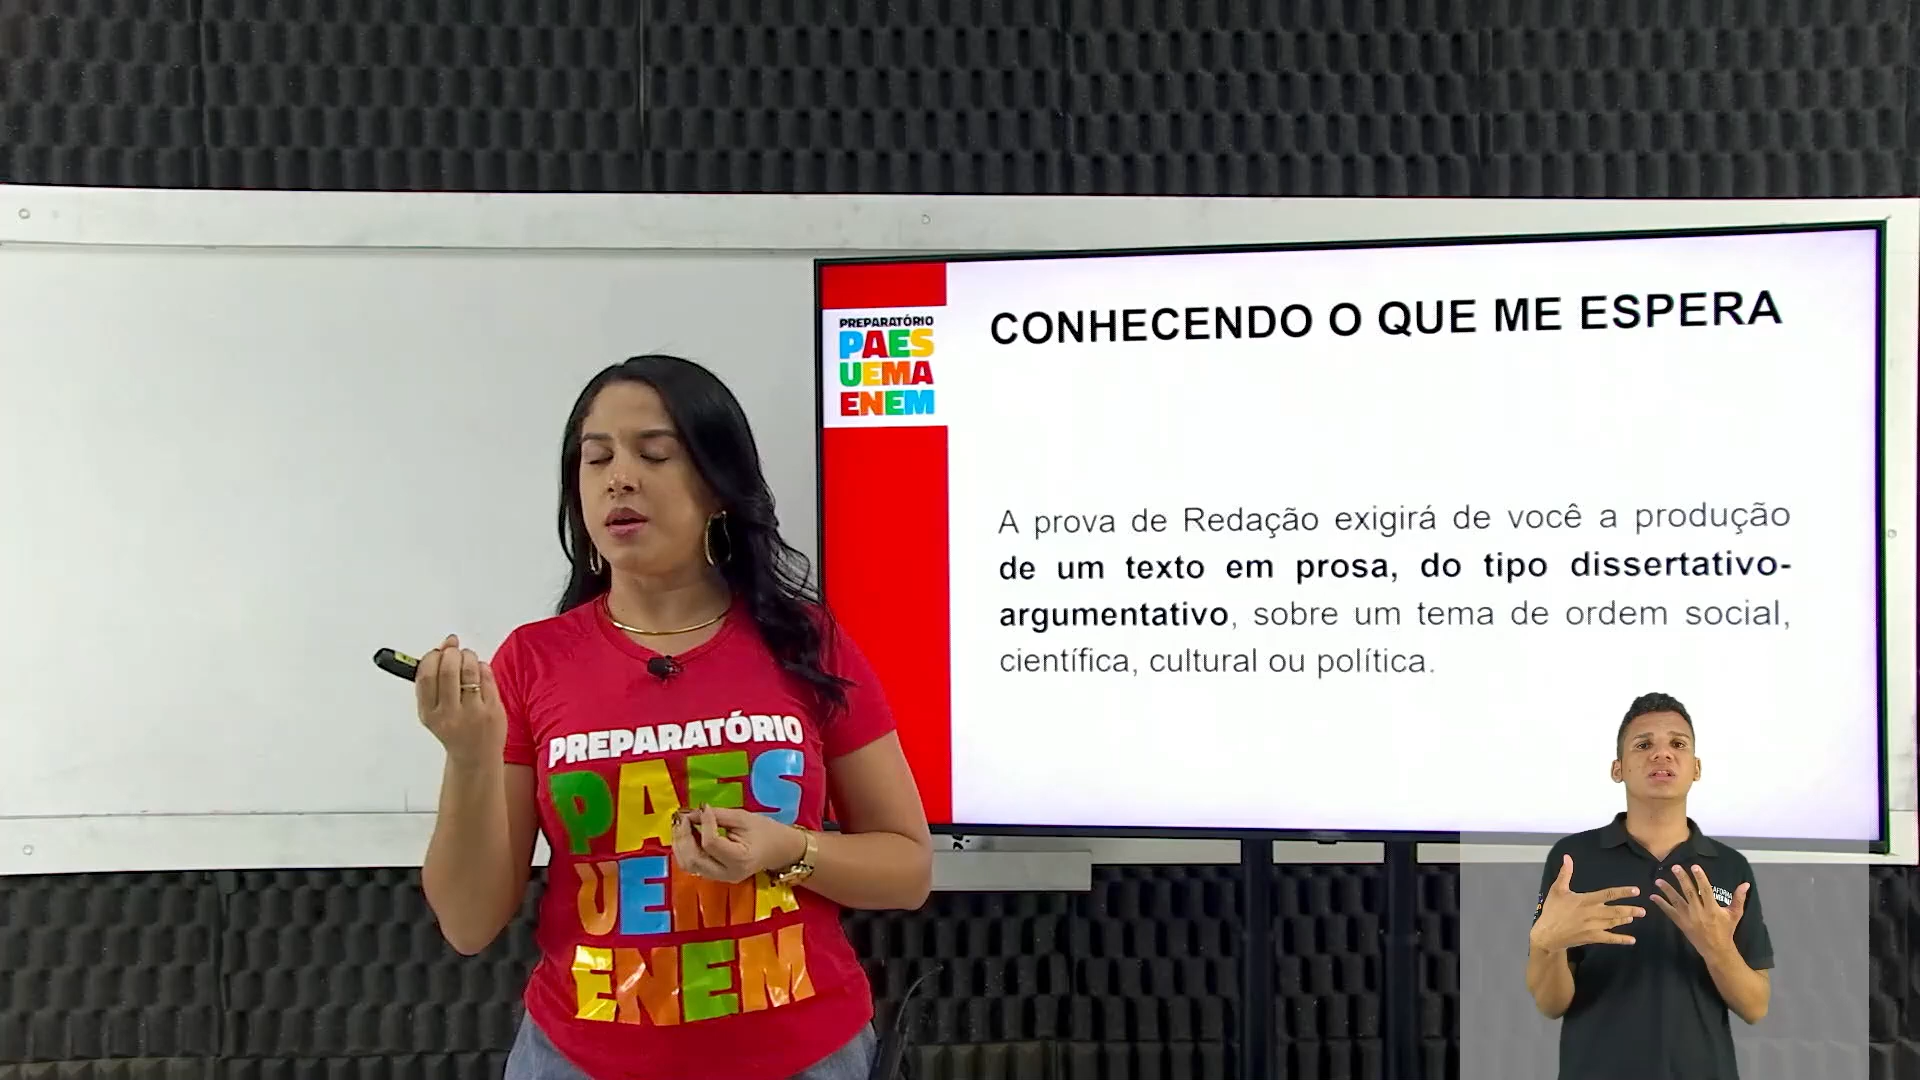 PREPARATÓRIO
PAES
UEMA
ENEM
CONHECENDO O QUE ME ESPERA
A prova de Redação exigirá de você a produção
de um texto em prosa, do tipo dissertativo-
argumentativo, sobre um tema de ordem social,
científica, cultural ou política.
PREPARATÓRIO
PAES
UEMA
ENEM